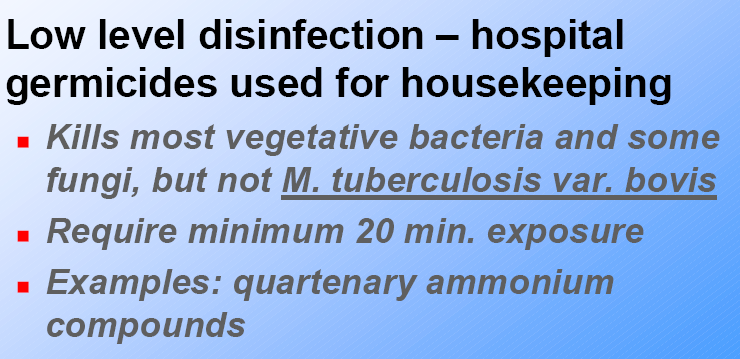 Low level disinfection – hospital
germicides used for housekeeping
Kills most vegetative bacteria and some
fungi, but not M. tuberculosis var. bovis
Require minimum 20 min. exposure
Examples: quartenary ammonium
compounds